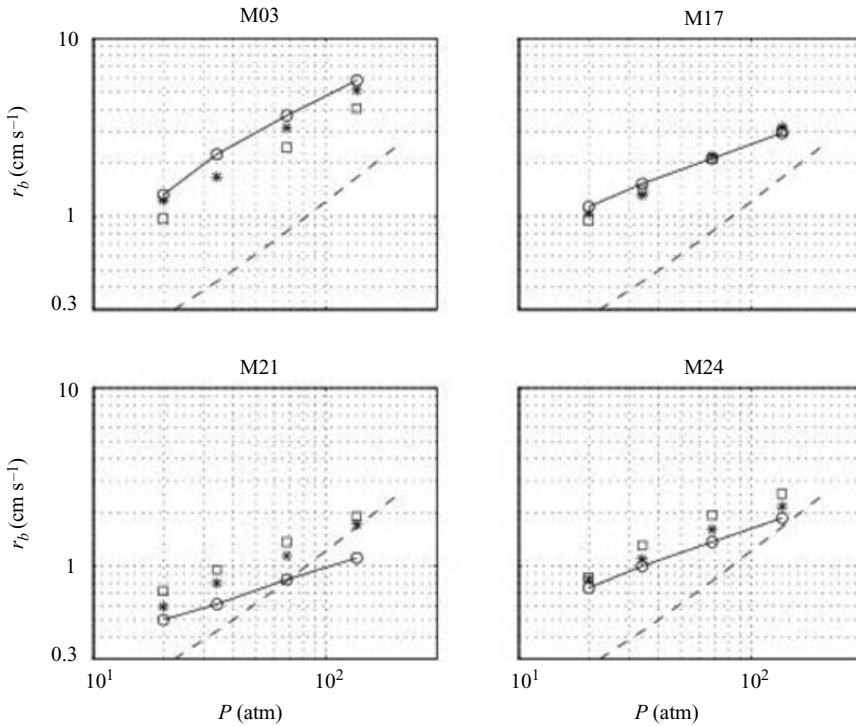 M03
M17
10
r_b (cm s⁻¹)
1
0.3
M21
M24
10
r_b (cm s⁻¹)
1
0.3
10¹
10²
10¹
10²
P (atm)
P (atm)